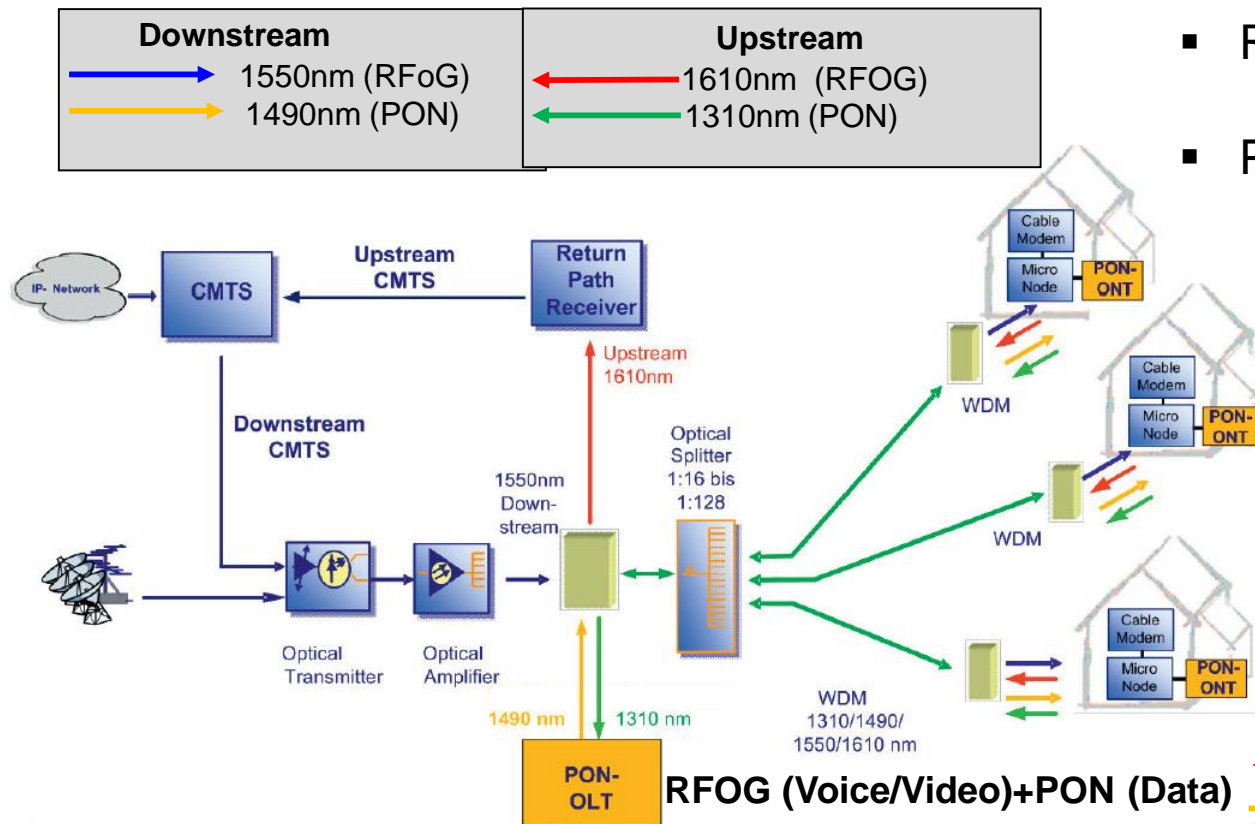 Downstream
1550nm (RFoG)
1490nm (PON)
Upstream
1610nm (RFOG)
1310nm (PON)
IP- Network
CMTS
Upstream
CMTS
Return
Path
Receiver
Upstream
1610nm
Downstream
CMTS
1550nm
Down-
stream
Optical
Splitter
1:16 bis
1:128
Optical
Transmitter
Optical
Amplifier
1490 nm
1310 nm
PON-
OLT
WDM
1310/1490/
1550/1610 nm
WDM
Cable
Modem
Micro
Node
PON-
ONT
WDM
Cable
Modem
Micro
Node
PON-
ONT
Cable
Modem
Micro
Node
PON-
ONT
RFOG (Voice/Video)+PON (Data)